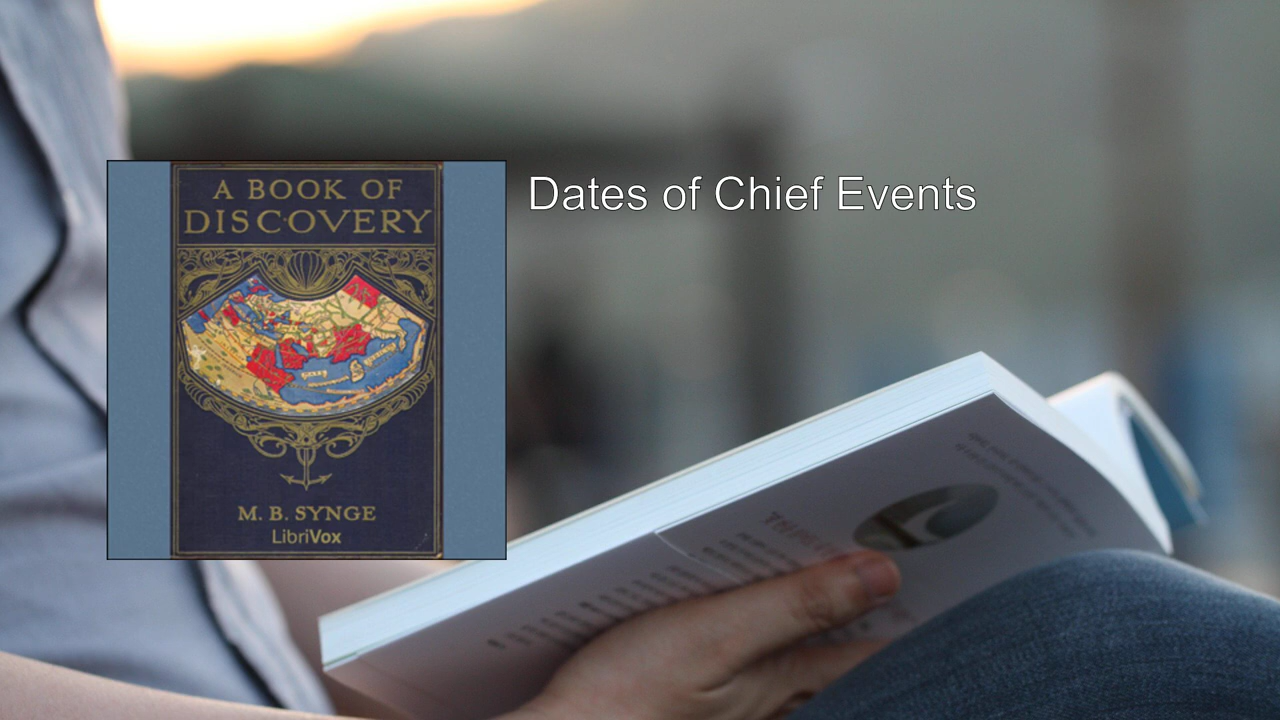 A BOOK OF
DISCOVERY
M. B. SYNGE
LibriVox
Dates of Chief Events